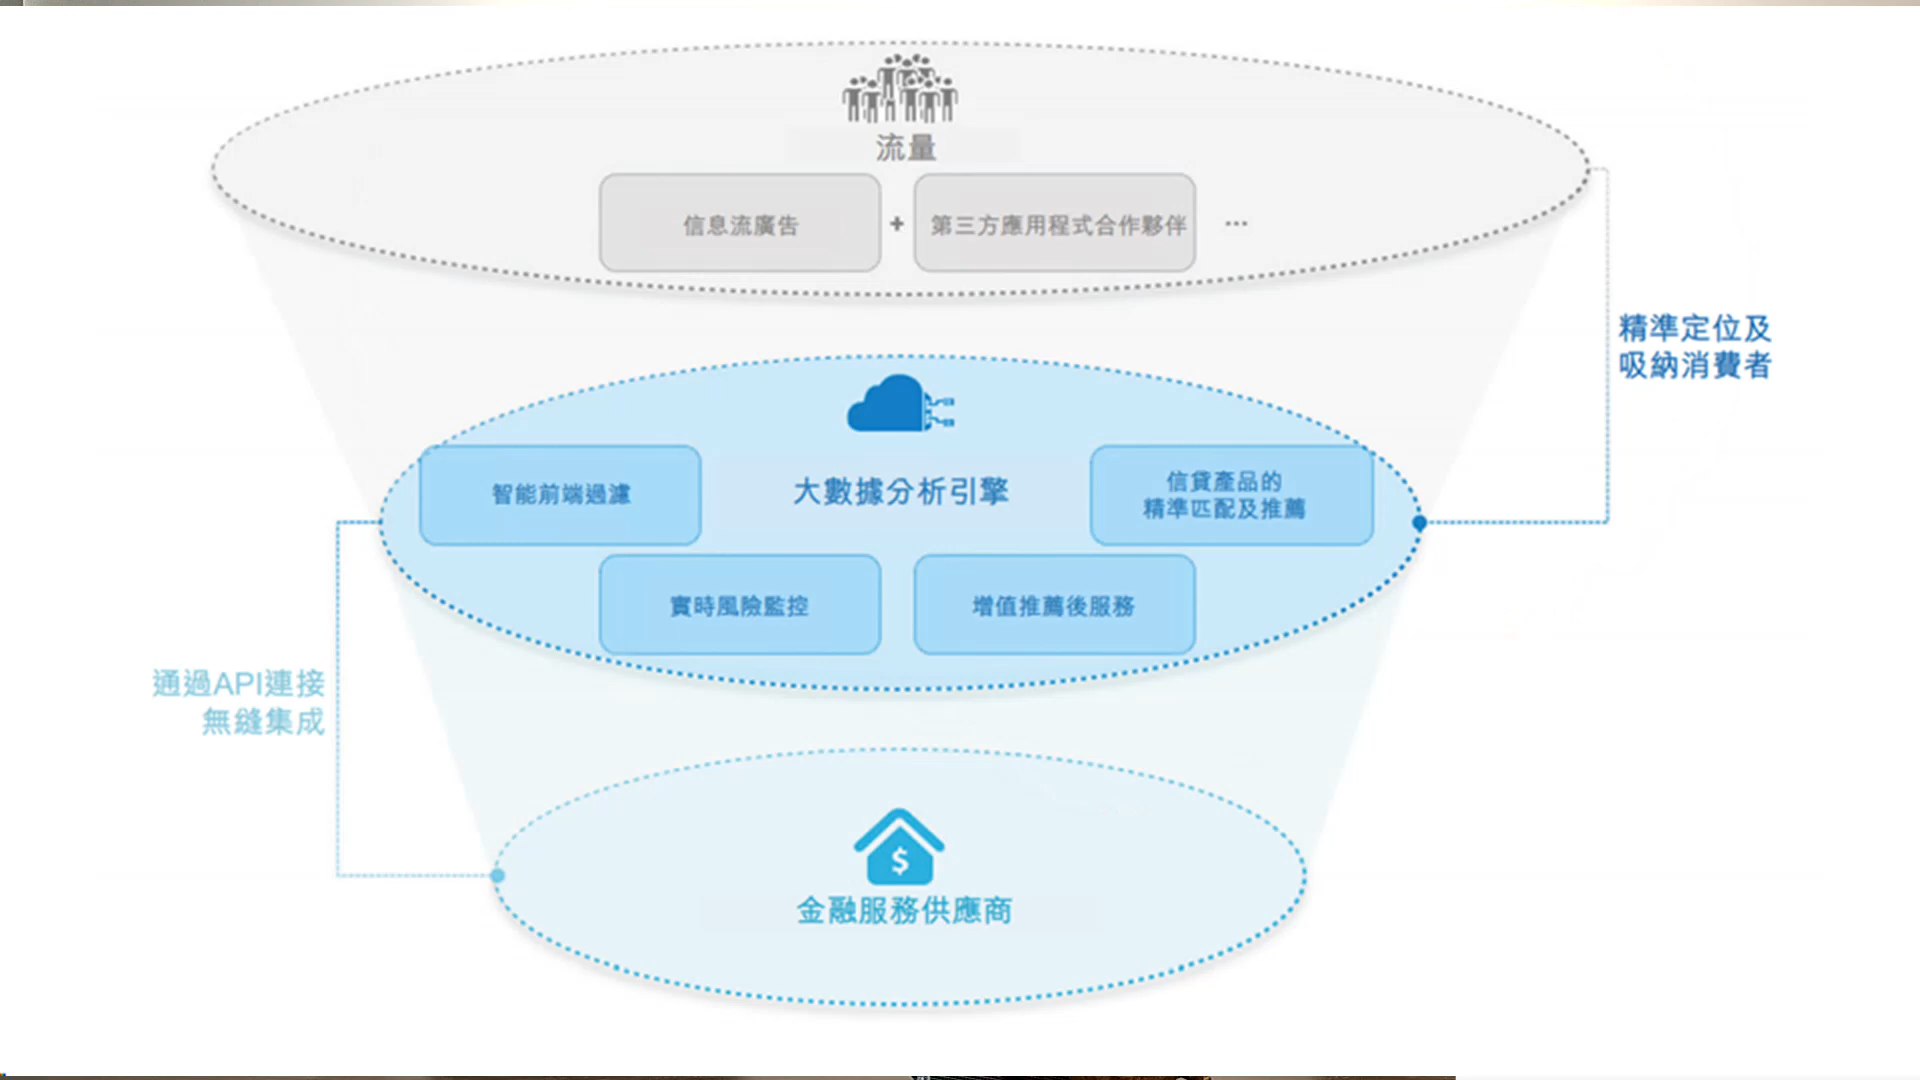 流量
信息流廣告
+
第三方應用程式合作夥伴
...
精準定位及
吸納消費者
智能前端過濾
大數據分析引擎
信貸產品的
精準匹配及推薦
實時風險監控
增值推薦後服務
通過API連接
無縫集成
$
金融服務供應商